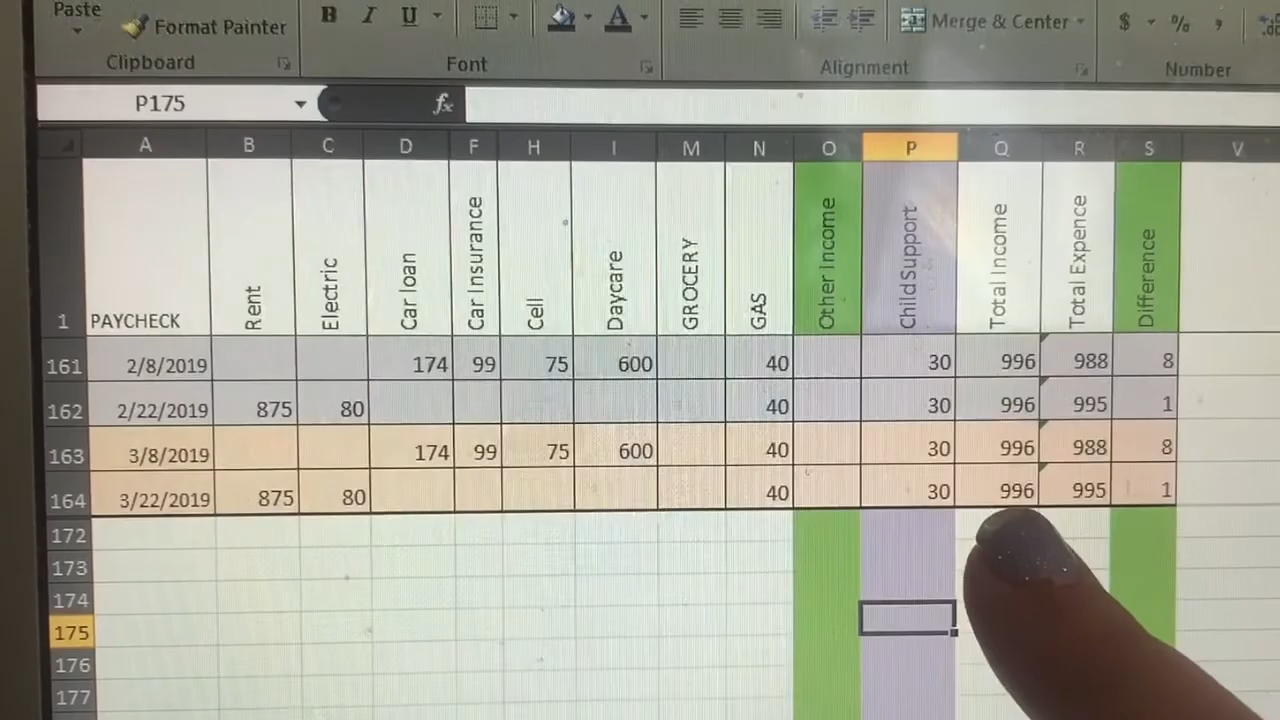 Paste
Format Painter
B I U A
Merge & Center
$ % ,
Clipboard
Font
Alignment
Number
P175
fx
A B C D F H I M N O P Q R S V
1 PAYCHECK Rent Electric Car loan Car Insurance Cell Daycare GROCERY GAS Other Income Child Support Total Income Total Expence Difference
161 2/8/2019 174 99 75 600 40 30 996 988 8
162 2/22/2019 875 80 40 30 996 995 1
163 3/8/2019 174 99 75 600 40 30 996 988 8
164 3/22/2019 875 80 40 30 996 995 1
172
173
174
175
176
177